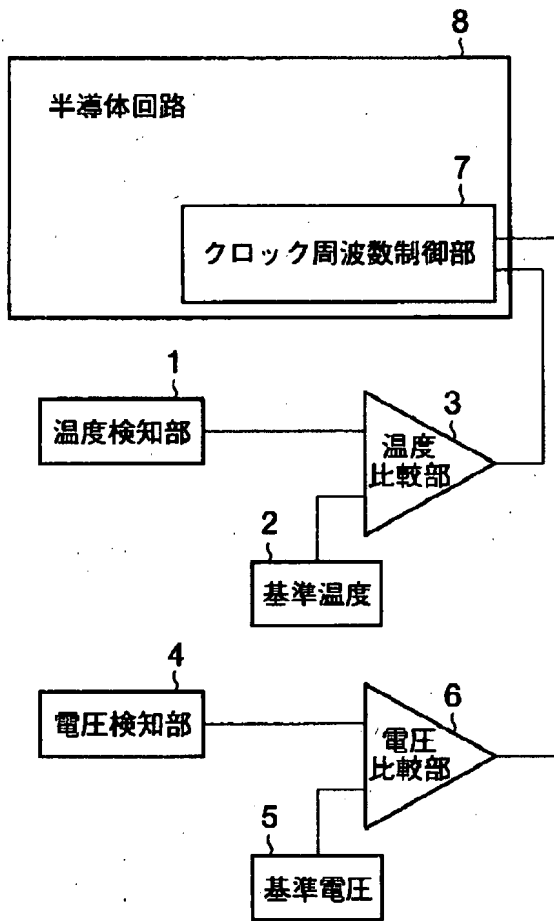 8
半導体回路
7
クロック周波数制御部
1
温度検知部
3
温度
比較部
2
基準温度
4
電圧検知部
6
電圧
比較部
5
基準電圧